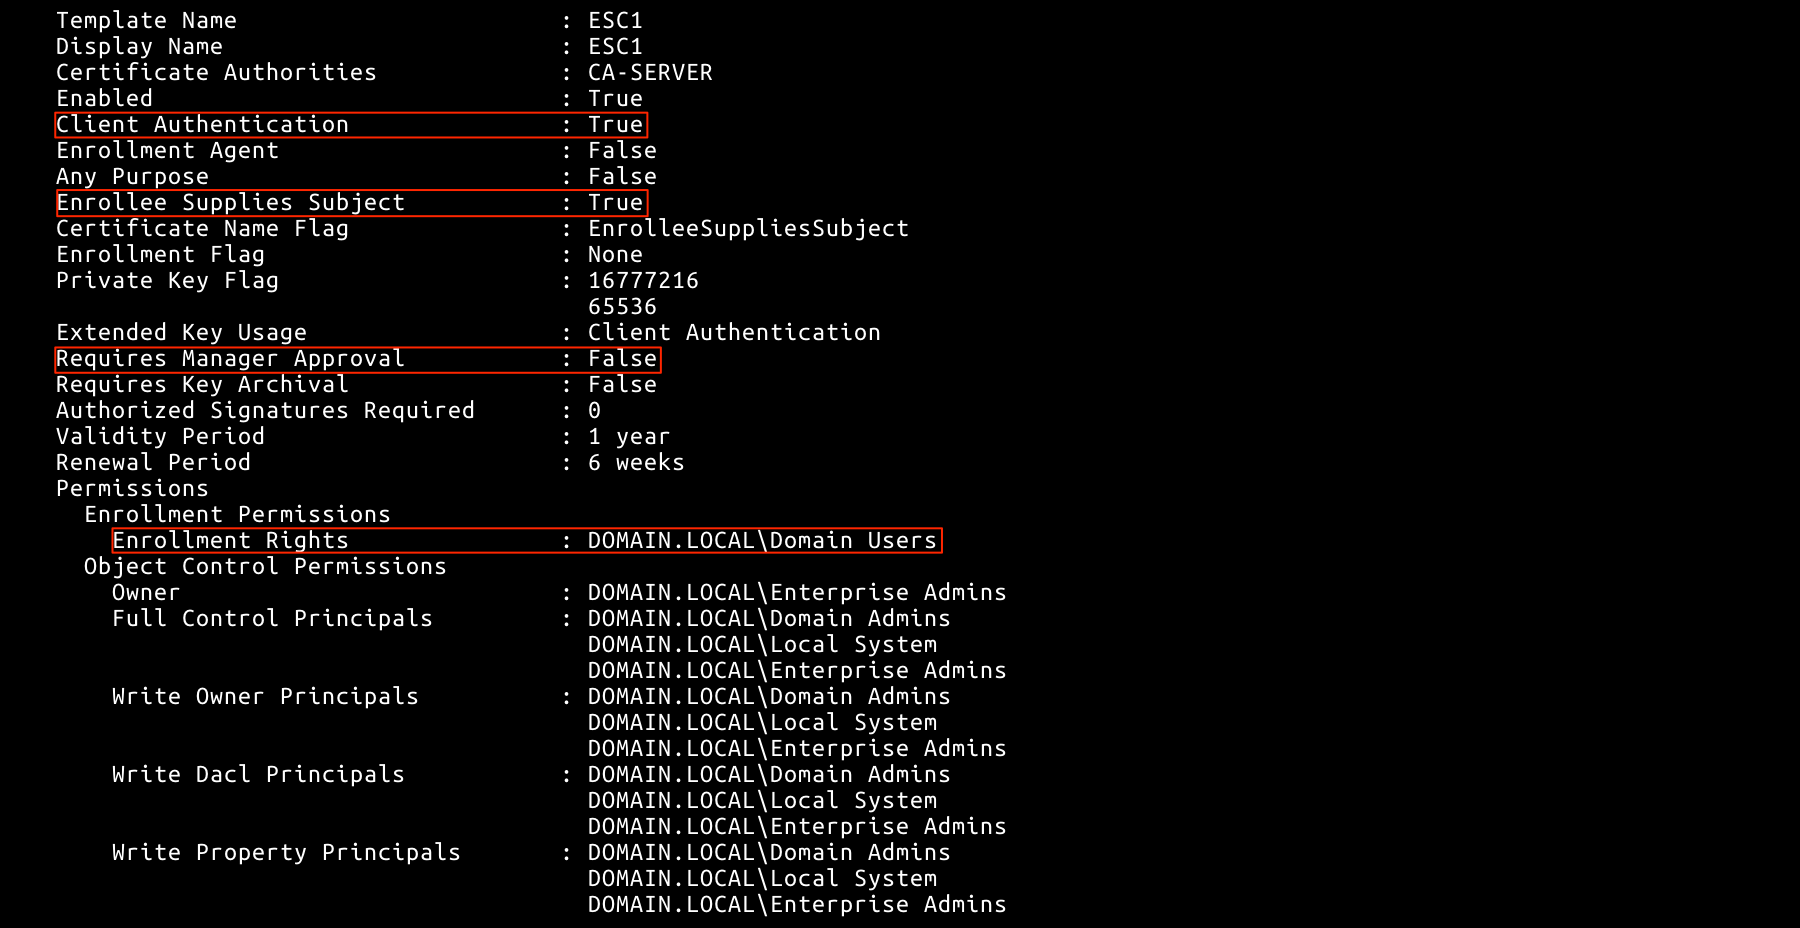 Template Name : ESC1
Display Name : ESC1
Certificate Authorities : CA-SERVER
Enabled : True
Client Authentication : True
Enrollment Agent : False
Any Purpose : False
Enrollee Supplies Subject : True
Certificate Name Flag : EnrolleeSuppliesSubject
Enrollment Flag : None
Private Key Flag : 16777216
65536
Extended Key Usage : Client Authentication
Requires Manager Approval : False
Requires Key Archival : False
Authorized Signatures Required : 0
Validity Period : 1 year
Renewal Period : 6 weeks
Permissions
Enrollment Permissions
Enrollment Rights : DOMAIN.LOCAL\Domain Users
Object Control Permissions
Owner : DOMAIN.LOCAL\Enterprise Admins
Full Control Principals : DOMAIN.LOCAL\Domain Admins
DOMAIN.LOCAL\Local System
DOMAIN.LOCAL\Enterprise Admins
Write Owner Principals : DOMAIN.LOCAL\Domain Admins
DOMAIN.LOCAL\Local System
DOMAIN.LOCAL\Enterprise Admins
Write Dacl Principals : DOMAIN.LOCAL\Domain Admins
DOMAIN.LOCAL\Local System
DOMAIN.LOCAL\Enterprise Admins
Write Property Principals : DOMAIN.LOCAL\Domain Admins
DOMAIN.LOCAL\Local System
DOMAIN.LOCAL\Enterprise Admins